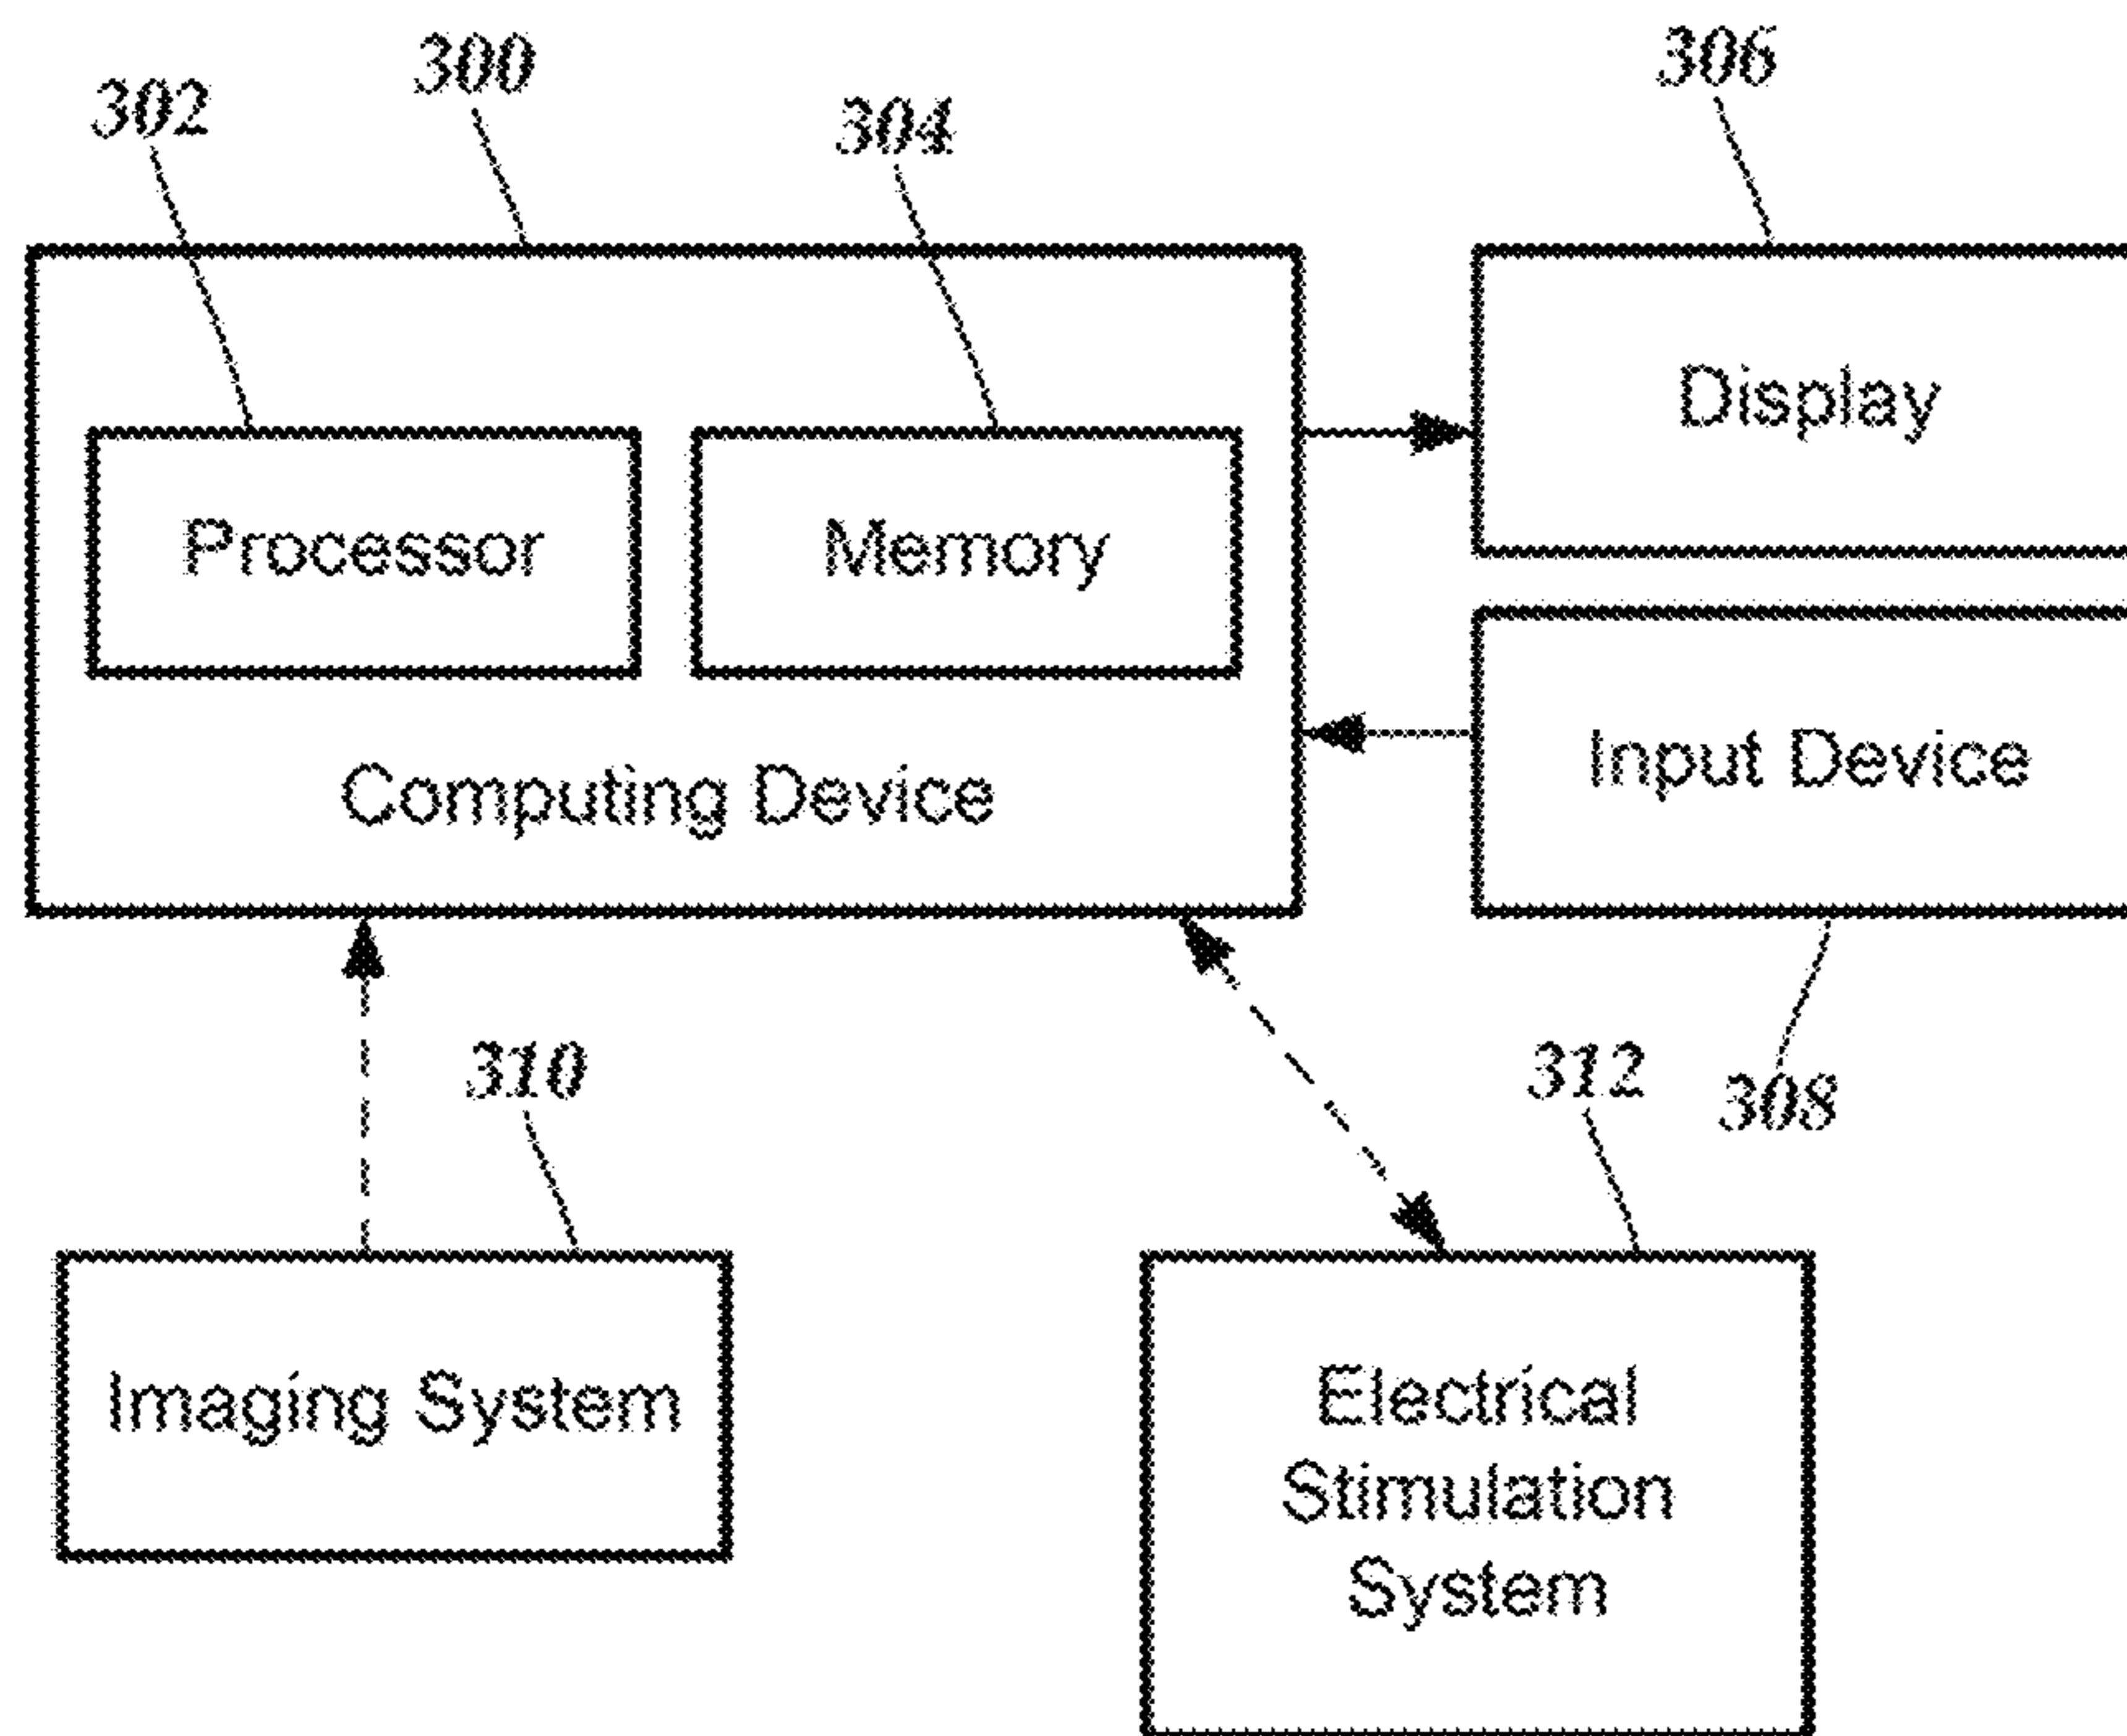 300
306
302
304
Display
Processor
Memory
Input Device
Computing Device
310
312
308
Imaging System
Electrical
Stimulation
System